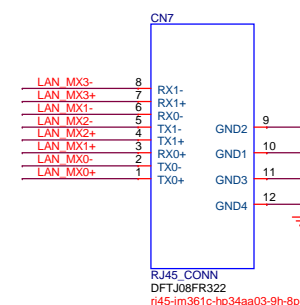 CN7
LAN_MX3- 8 RX1-
LAN_MX3+ 7 RX1+
LAN_MX1- 6 RX0-
LAN_MX2- 5 TX1-
LAN_MX2+ 4 TX1+
LAN_MX1+ 3 RX0+
LAN_MX0- 2 TX0-
LAN_MX0+ 1 TX0+
GND2 9
GND1 10
GND3 11
GND4 12
RJ45_CONN
DFTJ08FR322
rj45-jm361c-hp34aa03-9h-8p